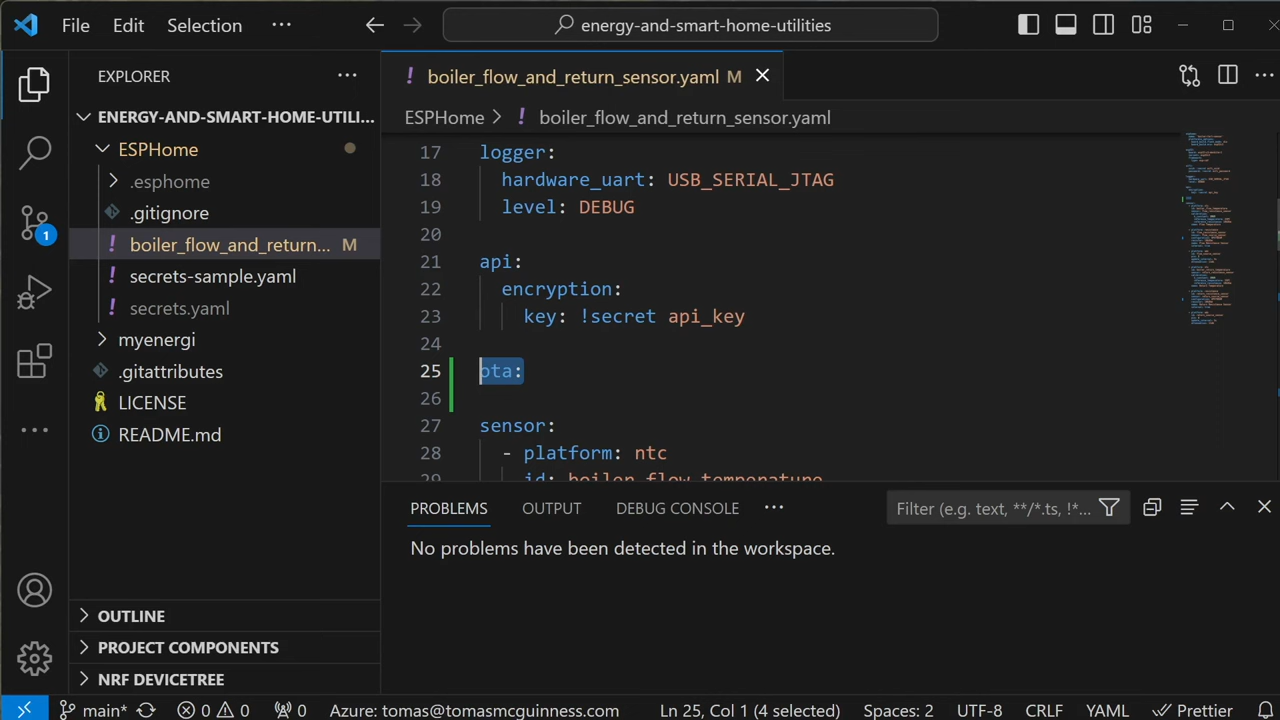 File Edit Selection ··· energy-and-smart-home-utilities
EXPLORER ···
ENERGY-AND-SMART-HOME-UTILI...
ESPHome
.esphome
.gitignore
boiler_flow_and_return... M
secrets-sample.yaml
secrets.yaml
myenergi
.gitattributes
LICENSE
README.md
OUTLINE
PROJECT COMPONENTS
NRF DEVICETREE
1
! boiler_flow_and_return_sensor.yaml M
ESPHome > ! boiler_flow_and_return_sensor.yaml
17 logger:
18 hardware_uart: USB_SERIAL_JTAG
19 level: DEBUG
20
21 api:
22 encryption:
23 key: !secret api_key
24
25 ota:
26
27 sensor:
28 - platform: ntc
29 id: boiler_flow_temperature
PROBLEMS OUTPUT DEBUG CONSOLE ··· Filter (e.g. text, **/*.ts, !*...
No problems have been detected in the workspace.
main* 0 0 0 Azure: tomas@tomasmcguinness.com Ln 25, Col 1 (4 selected) Spaces: 2 UTF-8 CRLF YAML Prettier